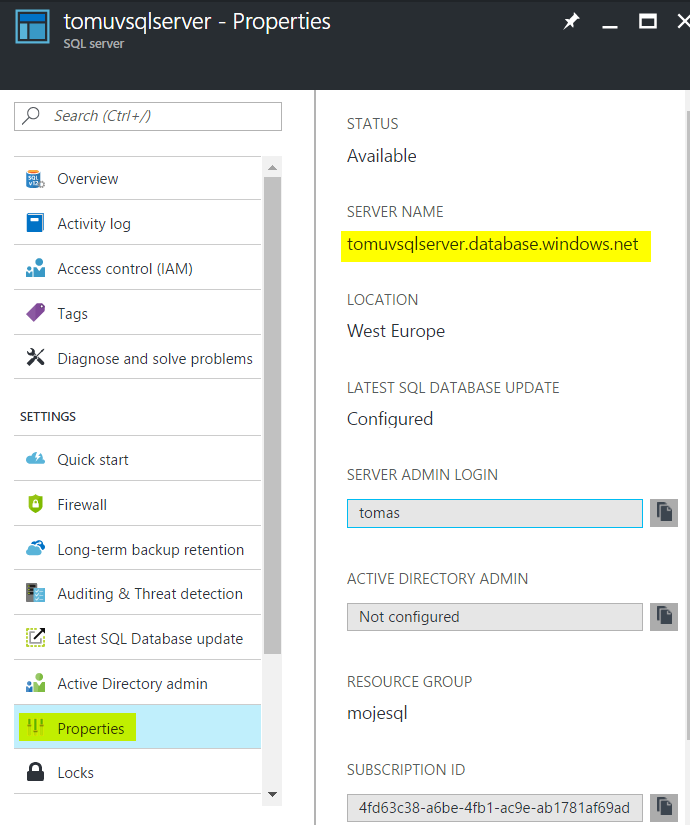 tomuvsqlserver - Properties
SQL server
Search (Ctrl+/)
Overview
Activity log
Access control (IAM)
Tags
Diagnose and solve problems
SETTINGS
Quick start
Firewall
Long-term backup retention
Auditing & Threat detection
Latest SQL Database update
Active Directory admin
Properties
Locks
STATUS
Available
SERVER NAME
tomuvsqlserver.database.windows.net
LOCATION
West Europe
LATEST SQL DATABASE UPDATE
Configured
SERVER ADMIN LOGIN
tomas
ACTIVE DIRECTORY ADMIN
Not configured
RESOURCE GROUP
mojesql
SUBSCRIPTION ID
4fd63c38-a6be-4fb1-ac9e-ab1781af69ad